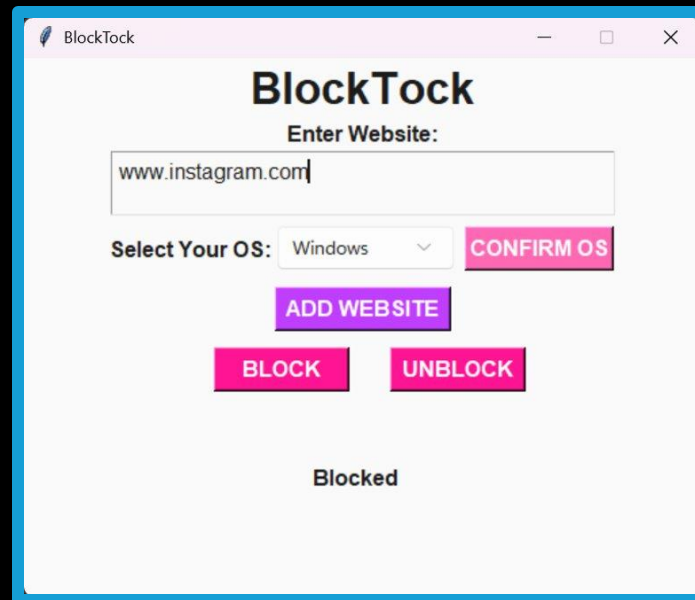 BlockTock
BlockTock
Enter Website:
www.instagram.com
Select Your OS: Windows CONFIRM OS
ADD WEBSITE
BLOCK UNBLOCK
Blocked